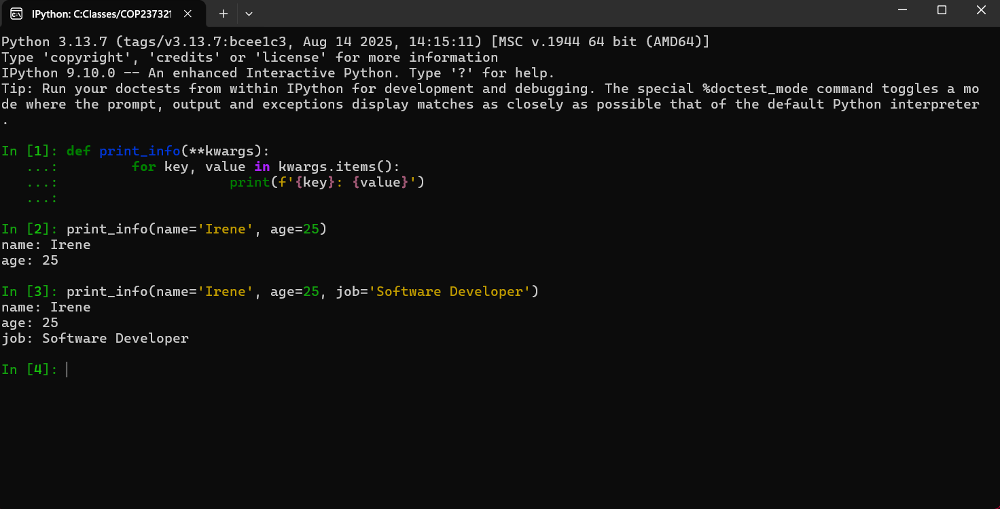 IPython: C:Classes/COP237321
Python 3.13.7 (tags/v3.13.7:bcee1c3, Aug 14 2025, 14:15:11) [MSC v.1944 64 bit (AMD64)]
Type 'copyright', 'credits' or 'license' for more information
IPython 9.10.0 -- An enhanced Interactive Python. Type '?' for help.
Tip: Run your doctests from within IPython for development and debugging. The special %doctest_mode command toggles a mo
de where the prompt, output and exceptions display matches as closely as possible that of the default Python interpreter
.
In [1]: def print_info(**kwargs):
   ...:         for key, value in kwargs.items():
   ...:                     print(f'{key}: {value}')
   ...:
In [2]: print_info(name='Irene', age=25)
name: Irene
age: 25
In [3]: print_info(name='Irene', age=25, job='Software Developer')
name: Irene
age: 25
job: Software Developer
In [4]: